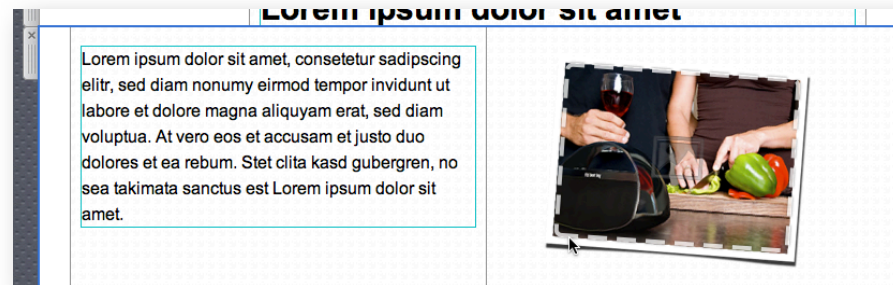 Lorem ipsum dolor sit amet
Lorem ipsum dolor sit amet, consetetur sadipscing
elitr, sed diam nonumy eirmod tempor invidunt ut
labore et dolore magna aliquyam erat, sed diam
voluptua. At vero eos et accusam et justo duo
dolores et ea rebum. Stet clita kasd gubergren, no
sea takimata sanctus est Lorem ipsum dolor sit
amet.